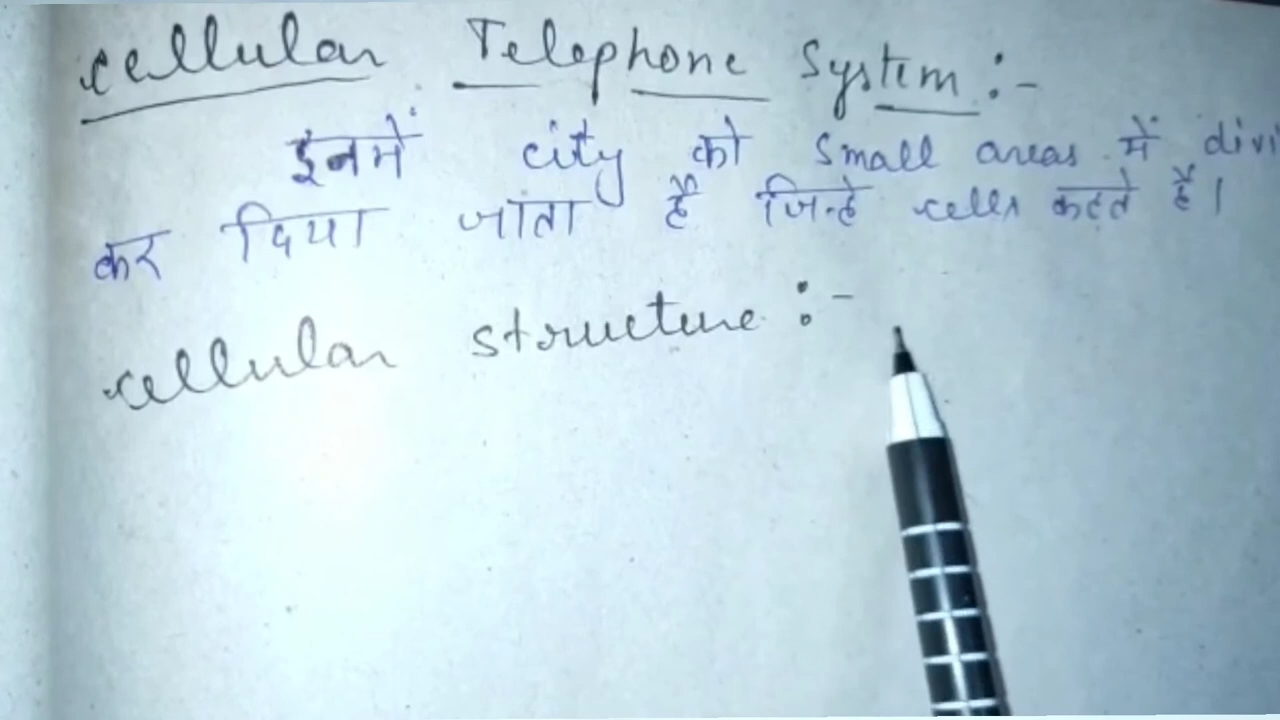 cellular Telephone System :-
इनमें city को small areas में divi
कर दिया जाता हैं जिन्हे cells कहते हैं।
cellular structure :-